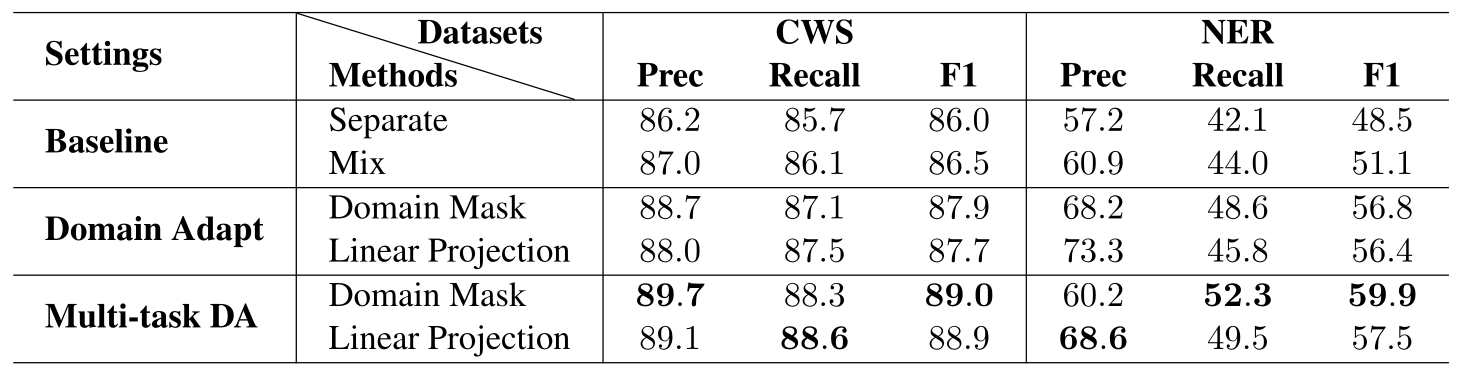 Settings Datasets Methods CWS NER
Prec Recall F1 Prec Recall F1
Baseline
Separate 86.2 85.7 86.0 57.2 42.1 48.5
Mix 87.0 86.1 86.5 60.9 44.0 51.1
Domain Adapt
Domain Mask 88.7 87.1 87.9 68.2 48.6 56.8
Linear Projection 88.0 87.5 87.7 73.3 45.8 56.4
Multi-task DA
Domain Mask 89.7 88.3 89.0 60.2 52.3 59.9
Linear Projection 89.1 88.6 88.9 68.6 49.5 57.5